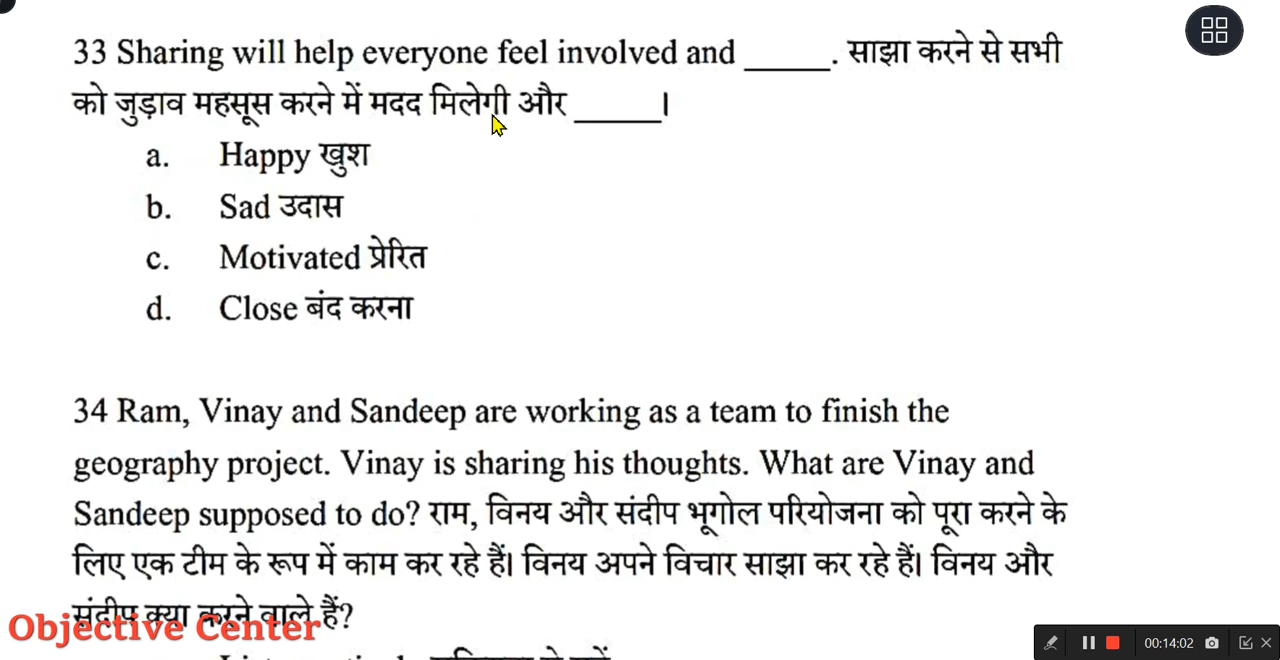 33 Sharing will help everyone feel involved and _____. साझा करने से सभी
को जुड़ाव महसूस करने में मदद मिलेगी और _____।
a. Happy खुश
b. Sad उदास
c. Motivated प्रेरित
d. Close बंद करना
34 Ram, Vinay and Sandeep are working as a team to finish the
geography project. Vinay is sharing his thoughts. What are Vinay and
Sandeep supposed to do? राम, विनय और संदीप भूगोल परियोजना को पूरा करने के
लिए एक टीम के रूप में काम कर रहे हैं। विनय अपने विचार साझा कर रहे हैं। विनय और
संदीप क्या करने वाले हैं?
Objective Center
00:14:02